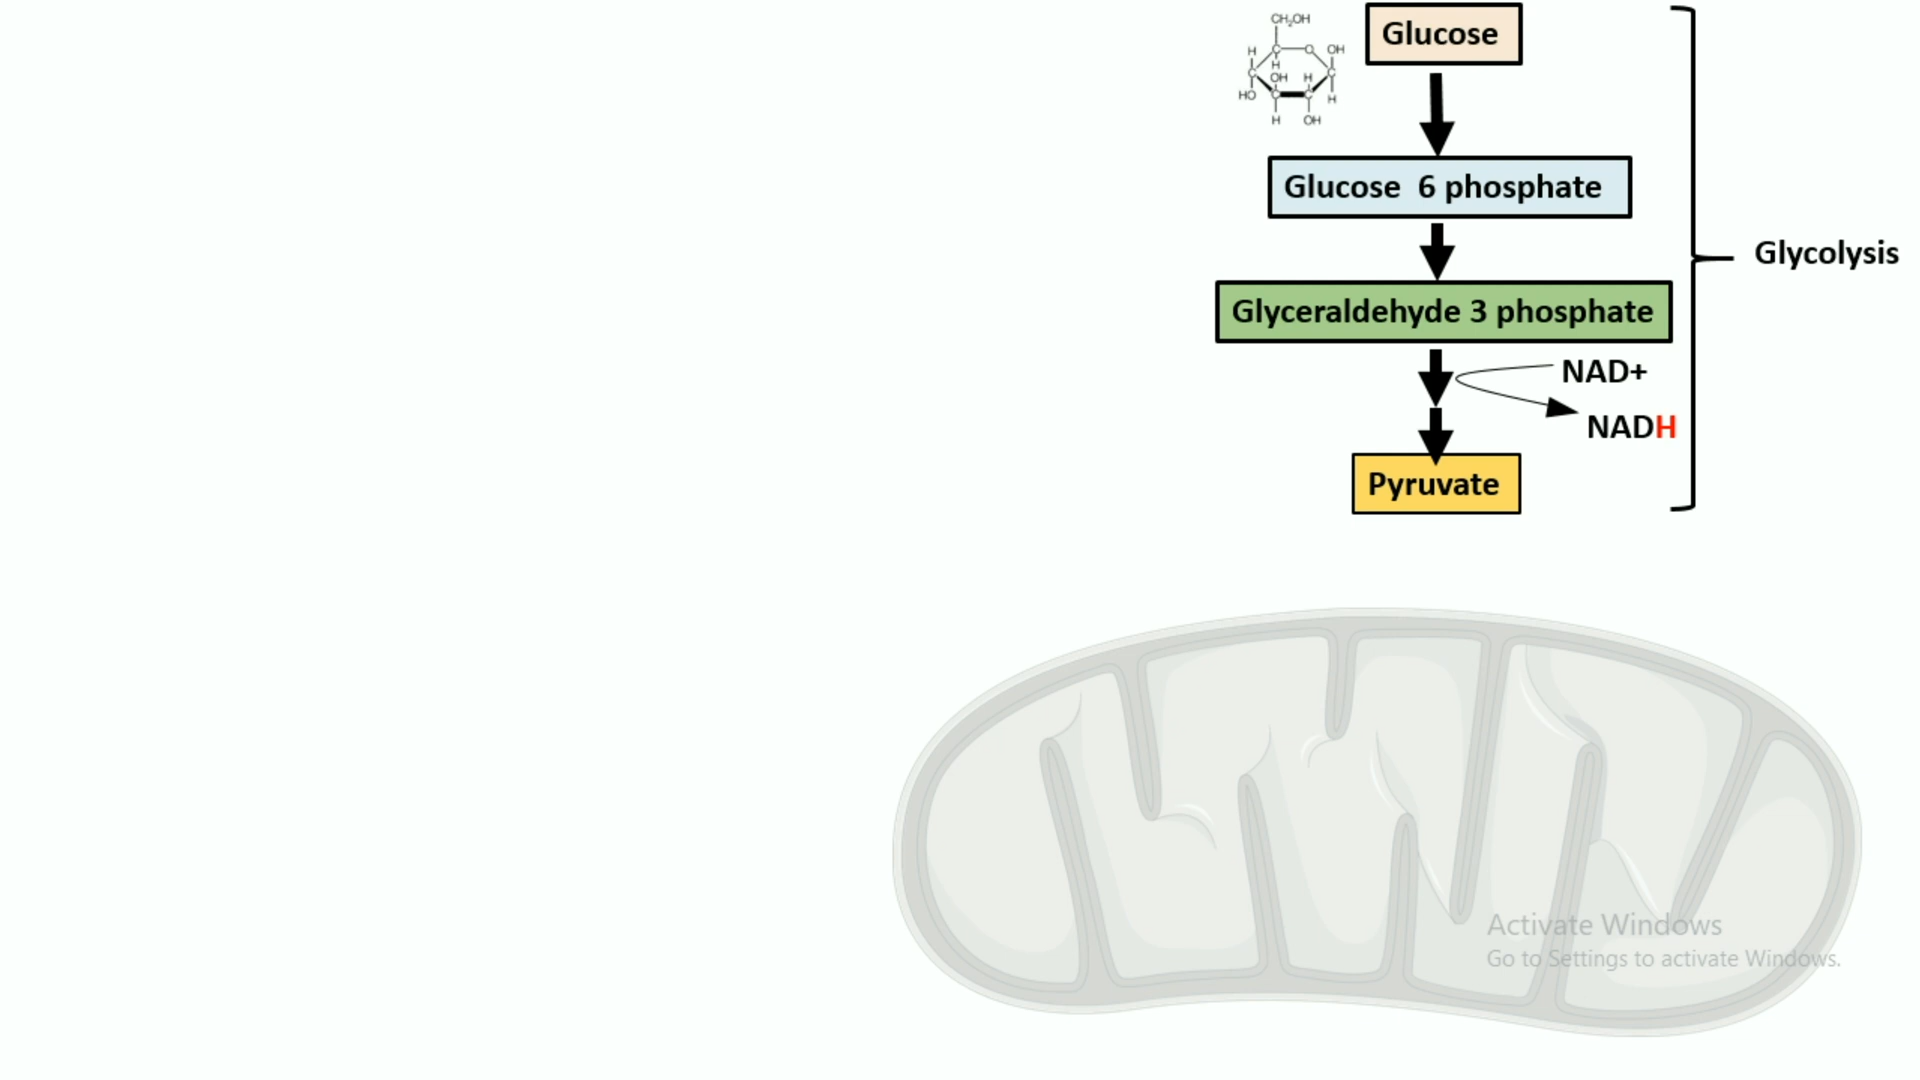 Glucose
CH₂OH
H
C
O
OH
H
C
OH
H
C
HO
C
C
H
H
OH
Glucose  6 phosphate
Glycolysis
Glyceraldehyde 3 phosphate
NAD+
NADH
Pyruvate
Activate Windows
Go to Settings to activate Windows.